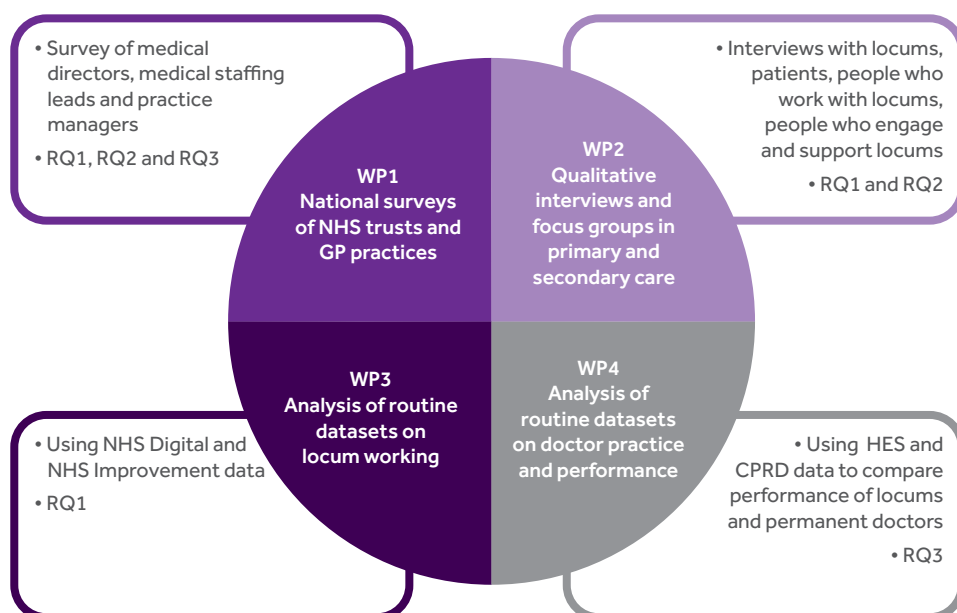 • Survey of medical
directors, medical staffing
leads and practice
managers
• RQ1, RQ2 and RQ3
WP1
National surveys
of NHS trusts and
GP practices
WP2
Qualitative
interviews and
focus groups in
primary and
secondary care
• Interviews with locums,
patients, people who
work with locums,
people who engage
and support locums
• RQ1 and RQ2
• Using NHS Digital and
NHS Improvement data
• RQ1
WP3
Analysis of routine
datasets on
locum working
WP4
Analysis of
routine datasets
on doctor practice
and performance
• Using HES and
CPRD data to compare
performance of locums
and permanent doctors
• RQ3